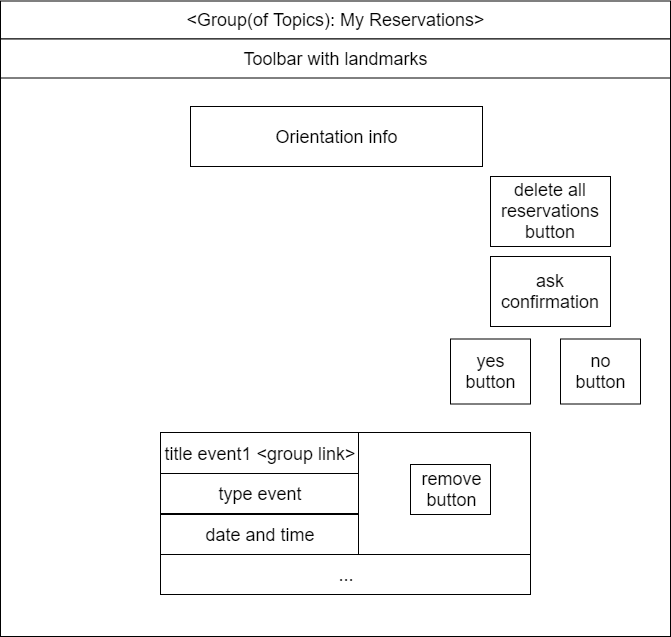 <Group(of Topics): My Reservations>
Toolbar with landmarks
Orientation info
delete all
reservations
button
ask
confirmation
yes
button
no
button
title event1 <group link>
type event
date and time
remove
button
...